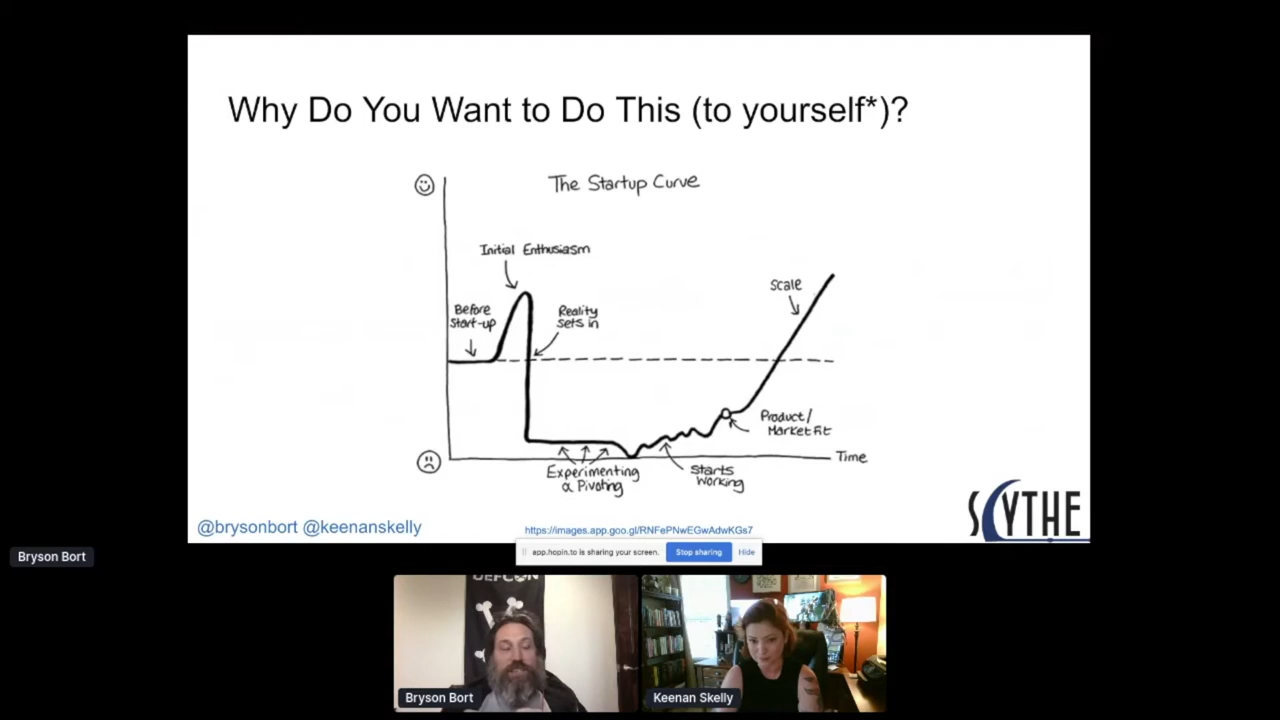 Why Do You Want to Do This (to yourself*)?
The Startup Curve
Initial Enthusiasm
Before
Start-up
Reality
sets in
Scale
Product/
Market Fit
Time
Experimenting
& Pivoting
Starts
Working
@brysonbort @keenanskelly
https://images.app.goo.gl/RNFePNwEGwAdwKGs7
SCYTHE
app.hopin.to is sharing your screen.
Stop sharing
Hide
Bryson Bort
DEFCON
Bryson Bort
Keenan Skelly